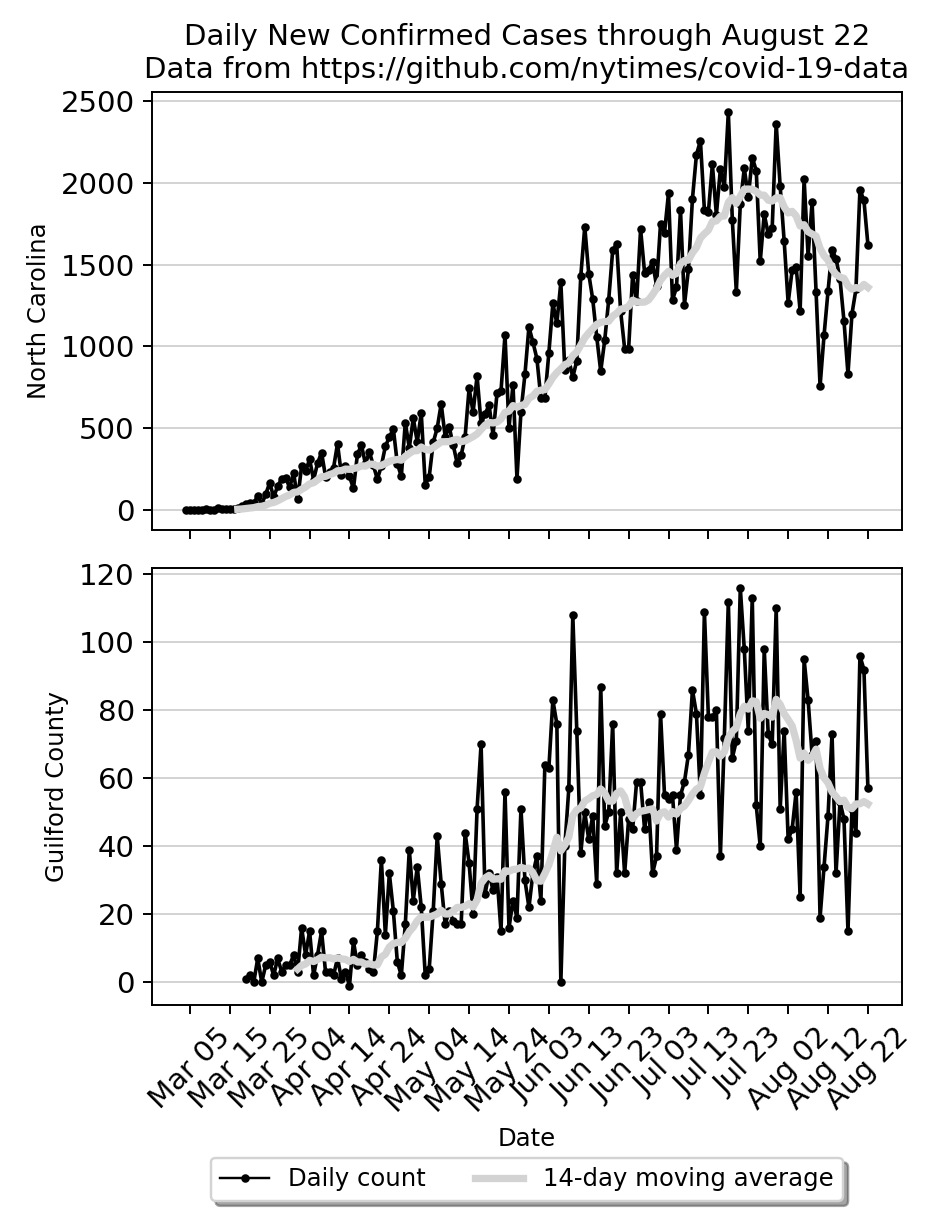 Daily New Confirmed Cases through August 22
Data from https://github.com/nytimes/covid-19-data
2500
2000
1500
1000
500
0
North Carolina
120
100
80
60
40
20
0
Guilford County
Mar 05
Mar 15
Mar 25
Apr 04
Apr 14
Apr 24
May 04
May 14
May 24
Jun 03
Jun 13
Jun 23
Jul 03
Jul 13
Jul 23
Aug 02
Aug 12
Aug 22
Date
Daily count
14-day moving average